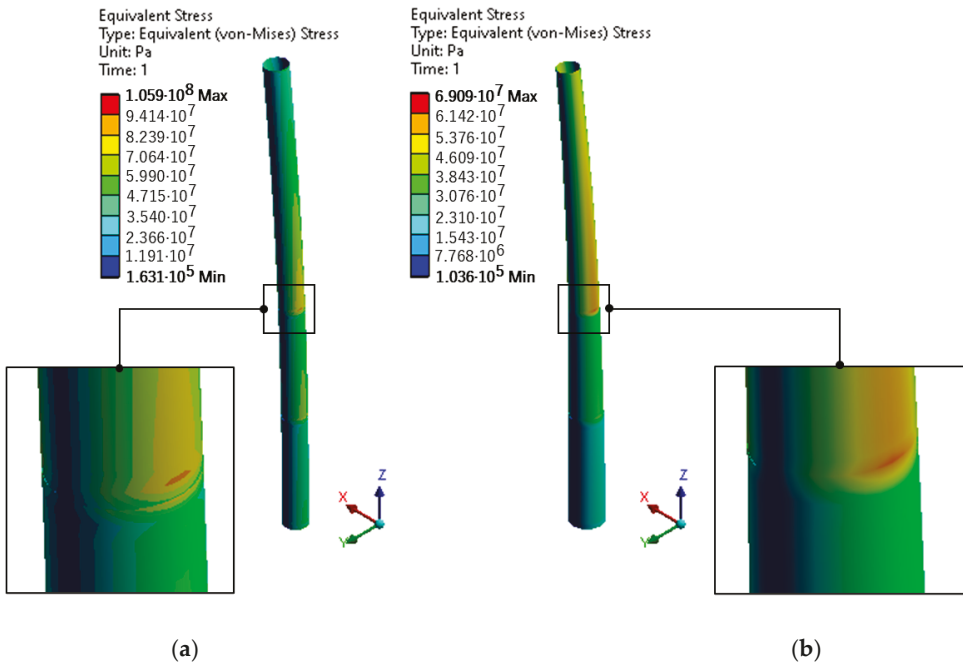 Equivalent Stress
Type: Equivalent (von-Mises) Stress
Unit: Pa
Time: 1
1.059·10⁸ Max
9.414·10⁷
8.239·10⁷
7.064·10⁷
5.990·10⁷
4.715·10⁷
3.540·10⁷
2.366·10⁷
1.191·10⁷
1.631·10⁵ Min
X
Y
Z
(a)
Equivalent Stress
Type: Equivalent (von-Mises) Stress
Unit: Pa
Time: 1
6.909·10⁷ Max
6.142·10⁷
5.376·10⁷
4.609·10⁷
3.843·10⁷
3.076·10⁷
2.310·10⁷
1.543·10⁷
7.768·10⁶
1.036·10⁵ Min
X
Y
Z
(b)